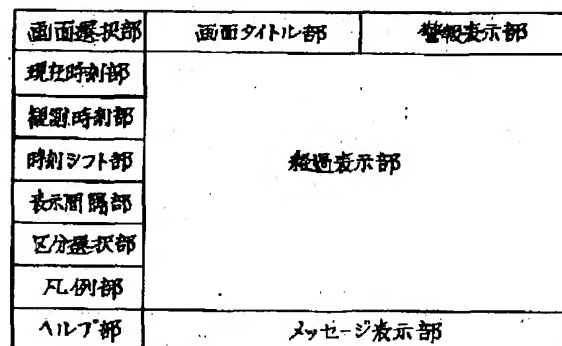 画面選択部 画面タイトル部 警報表示部
現在時刻部
観測時刻部
時刻シフト部 経過表示部
表示間隔部
区分選択部
凡例部
ヘルプ部 メッセージ表示部